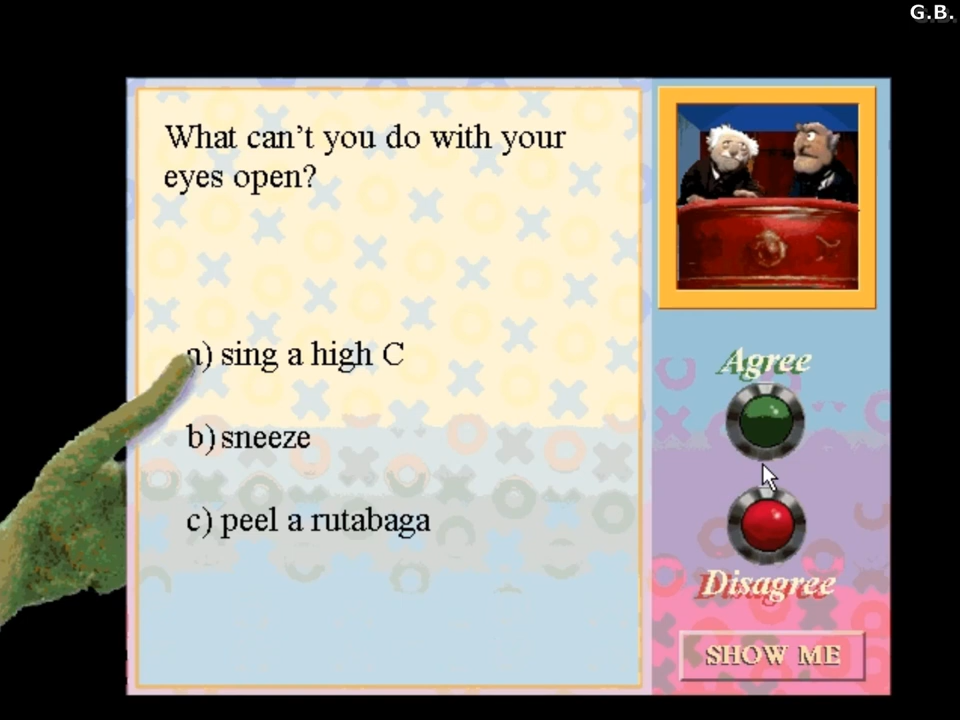 G.B.
What can't you do with your
eyes open?
a) sing a high C
b) sneeze
c) peel a rutabaga
Agree
Disagree
SHOW ME